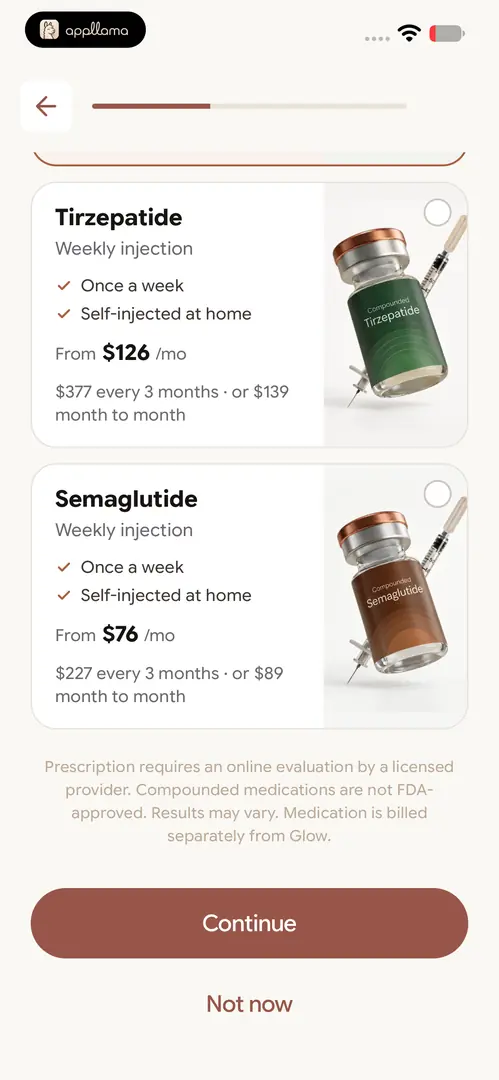 appllama
Tirzepatide
Weekly injection
Once a week
Self-injected at home
From $126 /mo
$377 every 3 months · or $139
month to month
Compounded
Tirzepatide
Semaglutide
Weekly injection
Once a week
Self-injected at home
From $76 /mo
$227 every 3 months · or $89
month to month
Compounded
Semaglutide
Prescription requires an online evaluation by a licensed
provider. Compounded medications are not FDA-
approved. Results may vary. Medication is billed
separately from Glow.
Continue
Not now